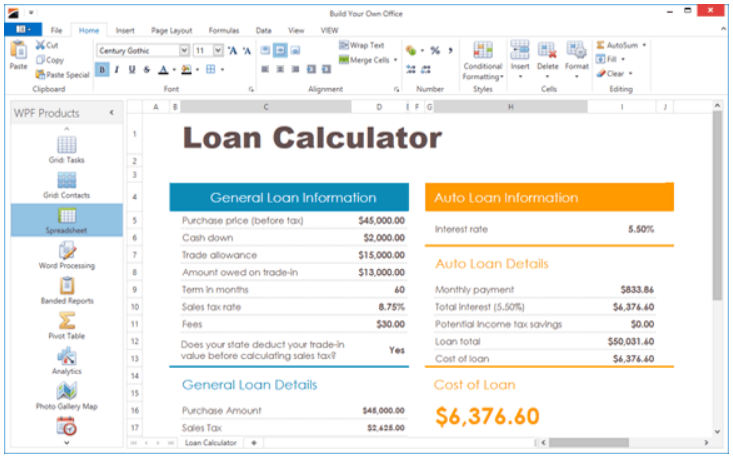 Build Your Own Office
File Home Insert Page Layout Formulas Data View VIEW
Paste
Cut
Copy
Paste Special
Clipboard
Century Gothic 11 A A
B I U S A
Font
Wrap Text
Merge Cells
Alignment
%
Number
Conditional Formatting
Styles
Insert Delete Format
Cells
AutoSum
Fill
Clear
Editing
WPF Products
Grid: Tasks
Grid: Contacts
Spreadsheet
Word Processing
Banded Reports
Pivot Table
Analytics
Photo Gallery Map
A B C D F G H I J
1
Loan Calculator
2
3
4 General Loan Information Auto Loan Information
5 Purchase price (before tax) $45,000.00
Interest rate 5.50%
6 Cash down $2,000.00
7 Trade allowance $15,000.00
Auto Loan Details
8 Amount owed on trade-in $13,000.00
9 Term in months 60 Monthly payment $833.86
10 Sales tax rate 8.75% Total interest (5.50%) $6,376.60
11 Fees $30.00 Potential income tax savings $0.00
12 Does your state deduct your trade-in Loan total $50,031.60
13 value before calculating sales tax? Yes Cost of loan $6,376.60
14
General Loan Details Cost of Loan
15
16 Purchase Amount $45,000.00 $6,376.60
17 Sales Tax $2,625.00
Loan Calculator